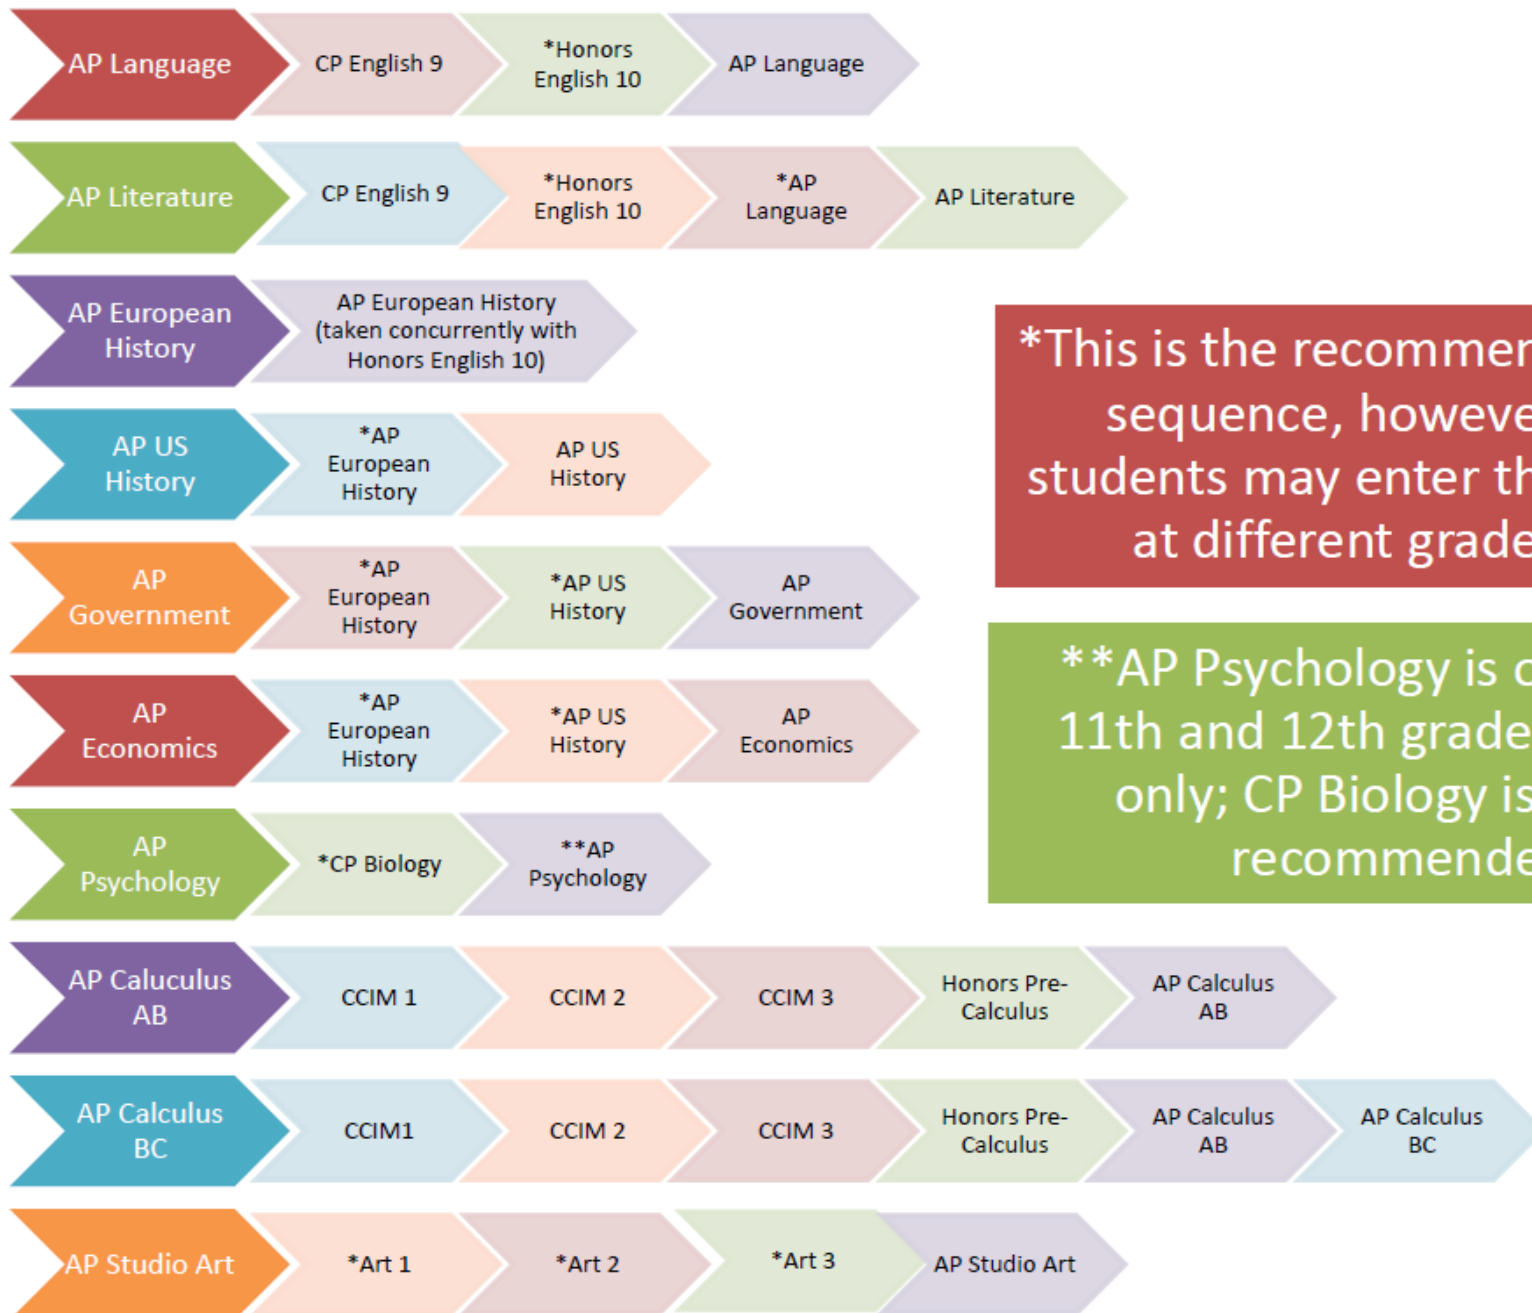 AP Language
CP English 9
*Honors
English 10
AP Language
AP Literature
CP English 9
*Honors
English 10
*AP
Language
AP Literature
AP European
History
AP European History
(taken concurrently with
Honors English 10)
AP US
History
*AP
European
History
AP US
History
AP
Government
*AP
European
History
*AP US
History
AP
Government
AP
Economics
*AP
European
History
*AP US
History
AP
Economics
AP
Psychology
*CP Biology
**AP
Psychology
AP Caluculus
AB
CCIM 1
CCIM 2
CCIM 3
Honors Pre-
Calculus
AP Calculus
AB
AP Calculus
BC
CCIM1
CCIM 2
CCIM 3
Honors Pre-
Calculus
AP Calculus
AB
AP Calculus
BC
AP Studio Art
*Art 1
*Art 2
*Art 3
AP Studio Art
*This is the
sequence,
students may enter
at different
**AP Psychology is
11th and 12th
only; CP Biology is